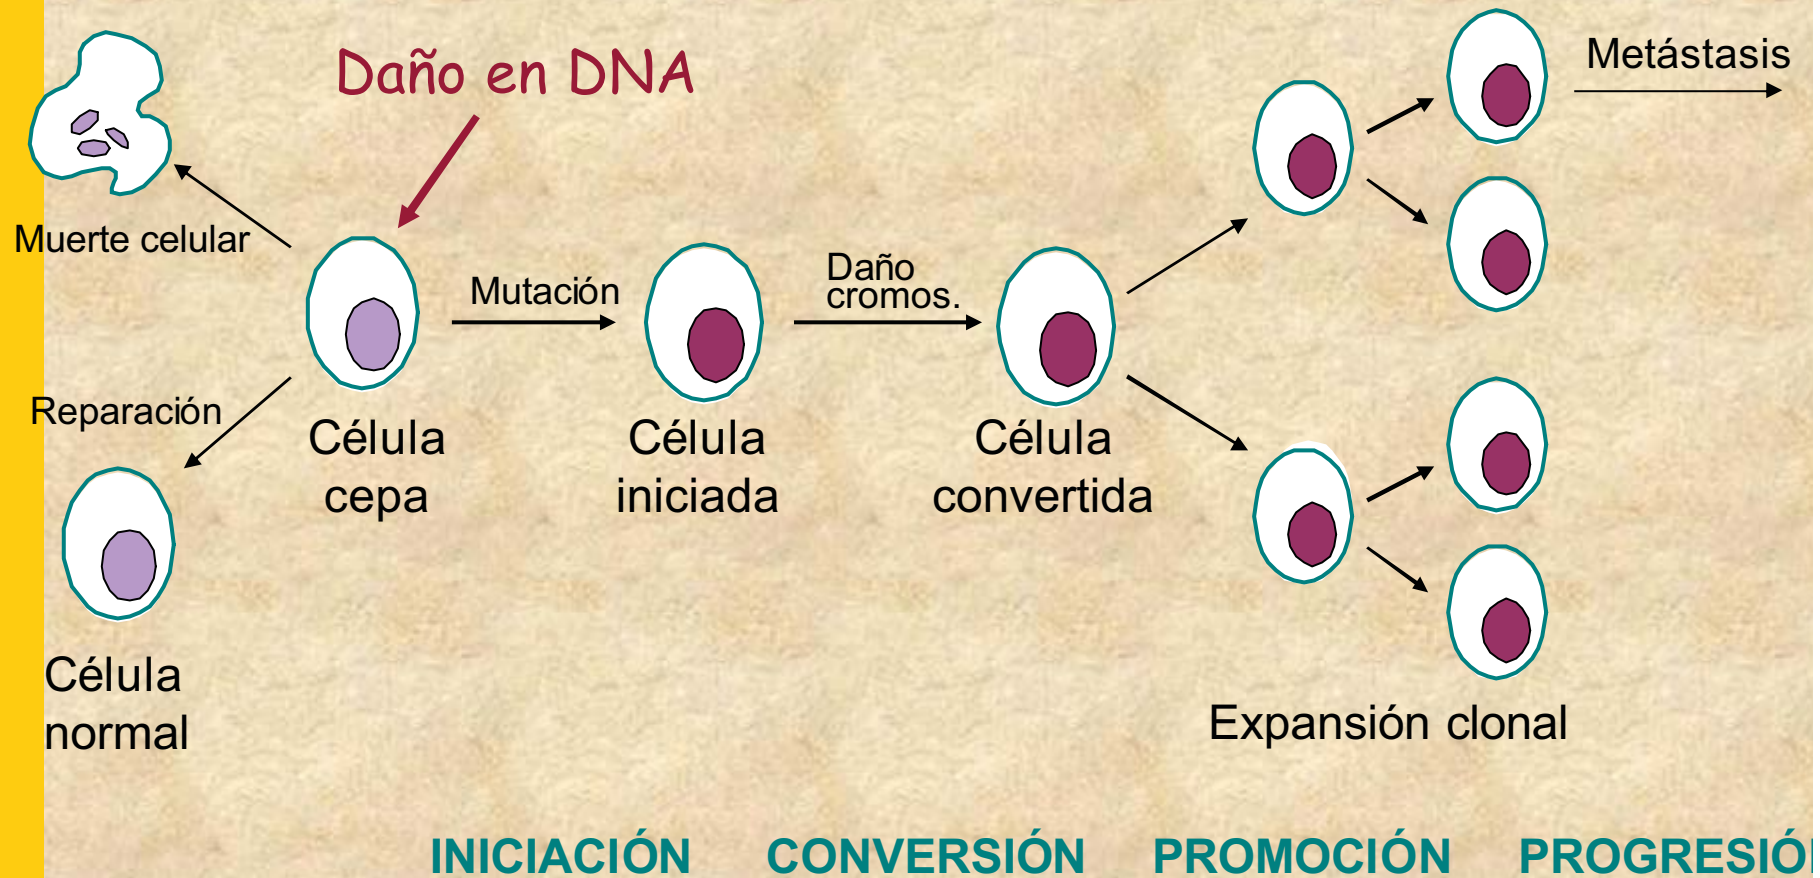 Daño en DNA
Metástasis
Muerte celular
Mutación
Daño
cromos.
Reparación
Célula
cepa
Célula
iniciada
Célula
convertida
Célula
normal
Expansión clonal
INICIACIÓN CONVERSIÓN PROMOCIÓN PROGRESIÓN